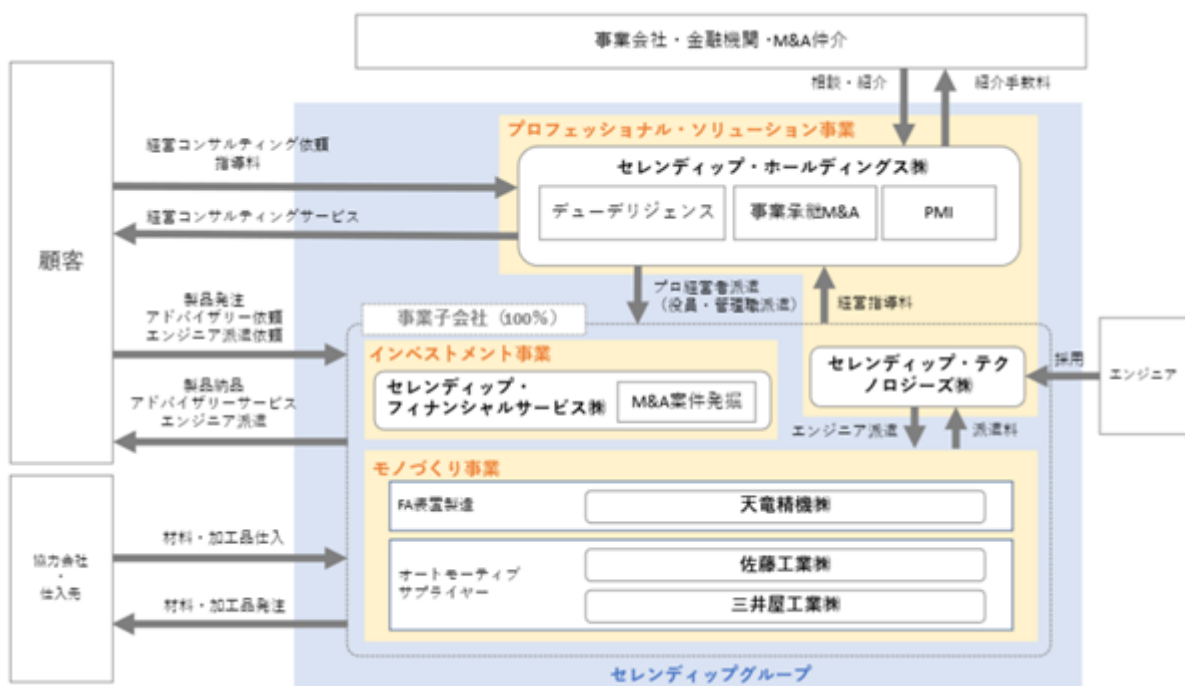 事業会社・金融機関・M&A仲介
相談・紹介
紹介手数料
プロフェッショナル・ソリューション事業
セレンディップ・ホールディングス㈱
デューデリジェンス
事業承継M&A
PMI
顧客
経営コンサルティング依頼
指導料
経営コンサルティングサービス
プロ経営者派遣
(役員・管理職派遣)
経営指導料
製品発注
アドバイザリー依頼
エンジニア派遣依頼
製品納品
アドバイザリーサービス
エンジニア派遣
事業子会社(100%)
インベストメント事業
セレンディップ・
フィナンシャルサービス㈱
M&A案件発掘
セレンディップ・テク
ノロジーズ㈱
採用
エンジニア
エンジニア派遣
派遣料
モノづくり事業
FA装置製造
天竜精機㈱
オートモーティブ
サプライヤー
佐藤工業㈱
三井屋工業㈱
協力会社
・
仕入先
材料・加工品仕入
材料・加工品発注
セレンディップグループ